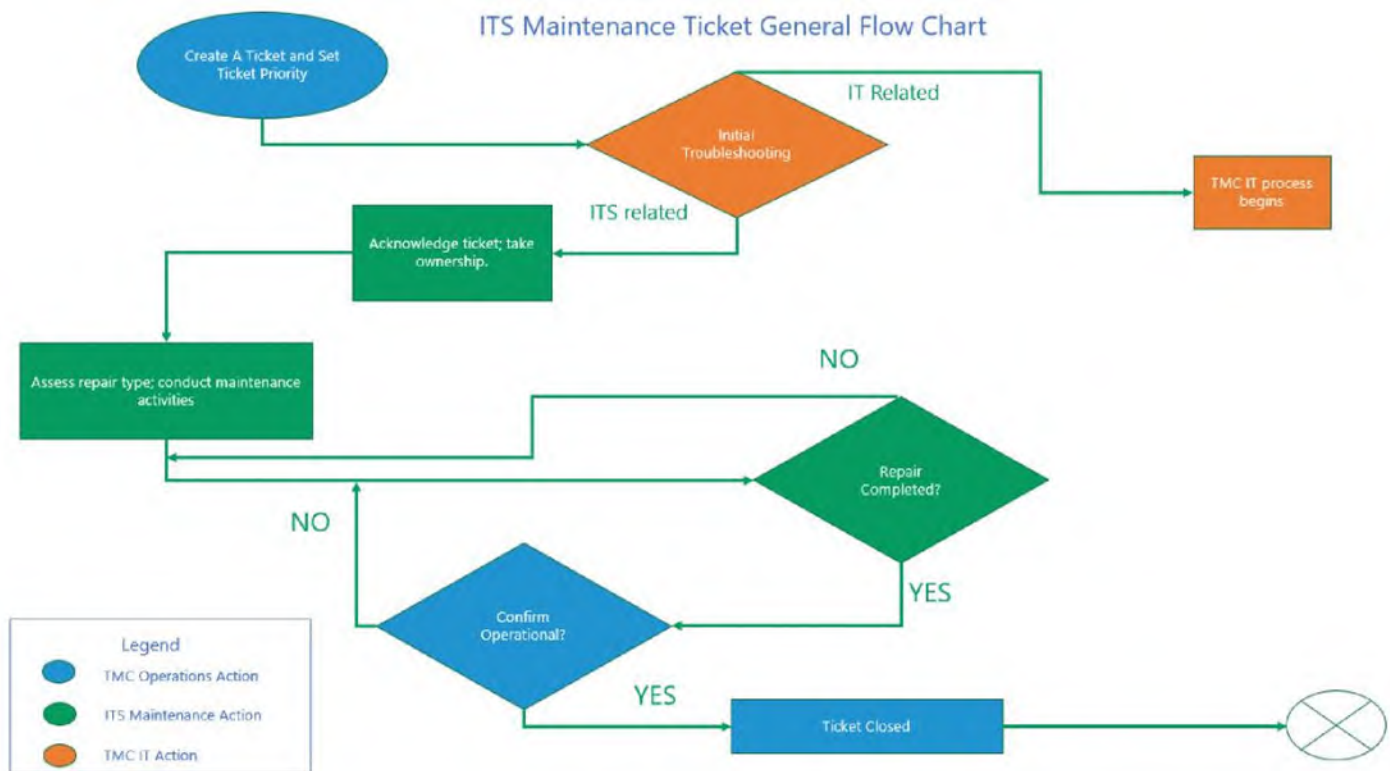 ITS Maintenance Ticket General Flow Chart
Create A Ticket and Set
Ticket Priority
IT Related
Initial
Troubleshooting
TMC IT process
begins
ITS related
Acknowledge ticket; take
ownership.
Assess repair type; conduct maintenance
activities
NO
Repair
Completed?
NO
YES
Confirm
Operational?
YES
Ticket Closed
Legend
TMC Operations Action
ITS Maintenance Action
TMC IT Action